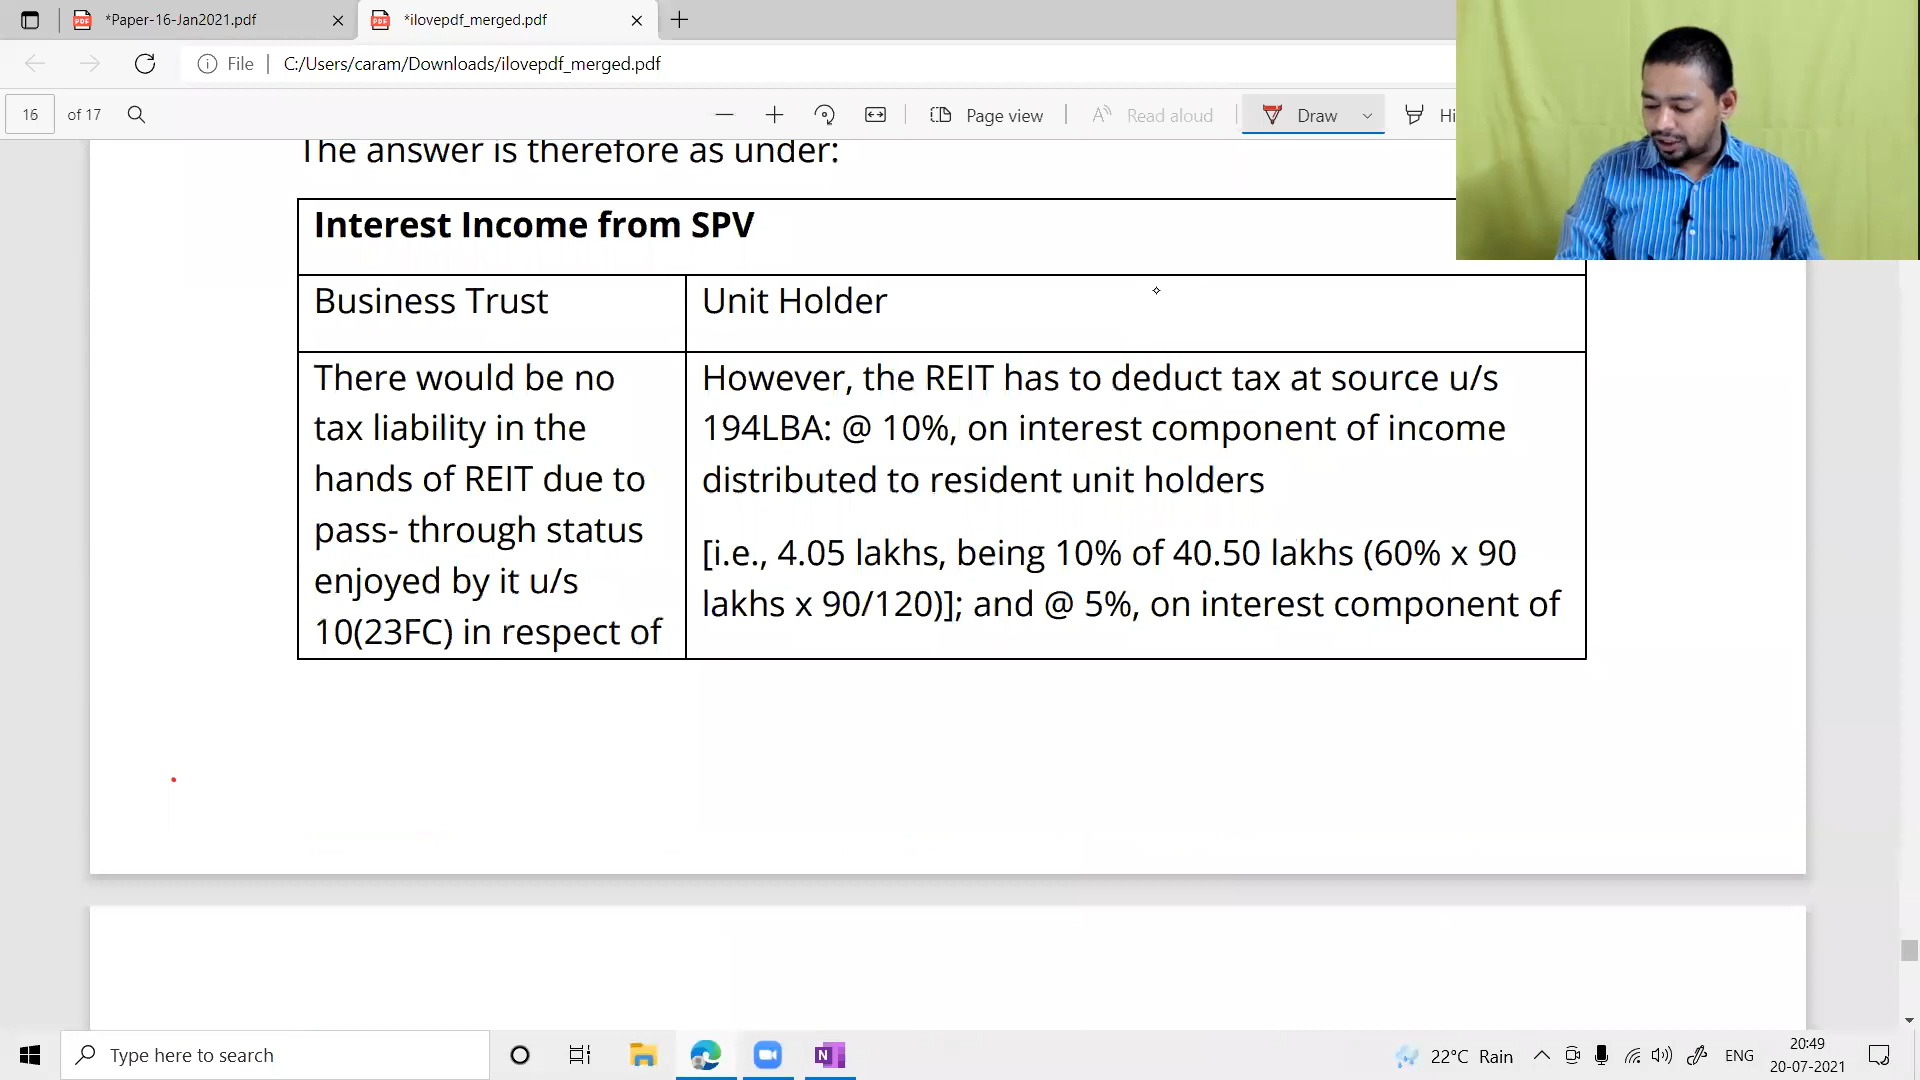 *Paper-16-Jan2021.pdf
*ilovepdf_merged.pdf
File
C:/Users/caram/Downloads/ilovepdf_merged.pdf
16 of 17
Page view
Read aloud
Draw
Hi
The answer is therefore as under:
Interest Income from SPV
Business Trust
Unit Holder
There would be no
tax liability in the
hands of REIT due to
pass- through status
enjoyed by it u/s
10(23FC) in respect of
However, the REIT has to deduct tax at source u/s
194LBA: @ 10%, on interest component of income
distributed to resident unit holders
[i.e., 4.05 lakhs, being 10% of 40.50 lakhs (60% x 90
lakhs x 90/120)]; and @ 5%, on interest component of
Type here to search
22°C Rain
ENG
20:49
20-07-2021